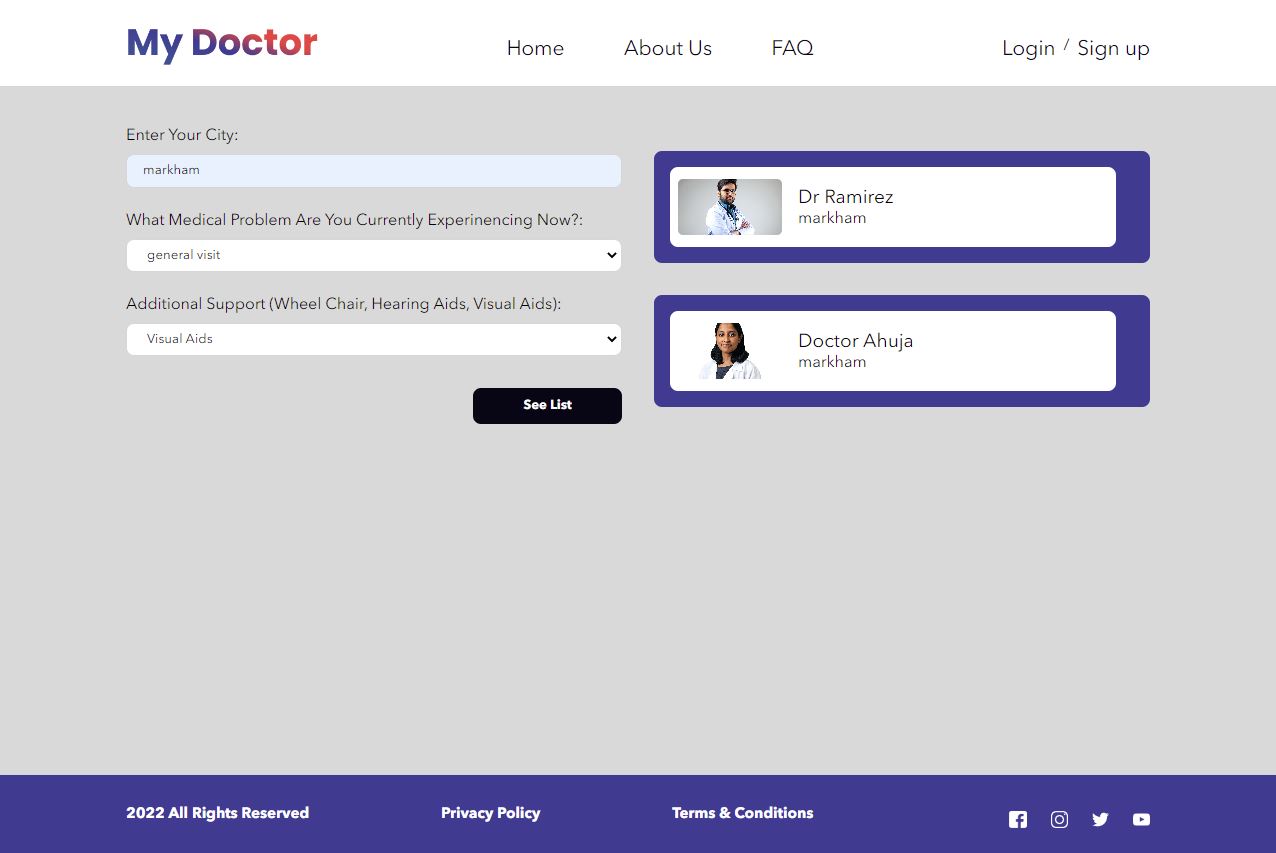 My Doctor
Home
About Us
FAQ
Login / Sign up
Enter Your City:
markham
What Medical Problem Are You Currently Experinencing Now?:
general visit
Additional Support (Wheel Chair, Hearing Aids, Visual Aids):
Visual Aids
See List
Dr Ramirez
markham
Doctor Ahuja
markham
2022 All Rights Reserved
Privacy Policy
Terms & Conditions